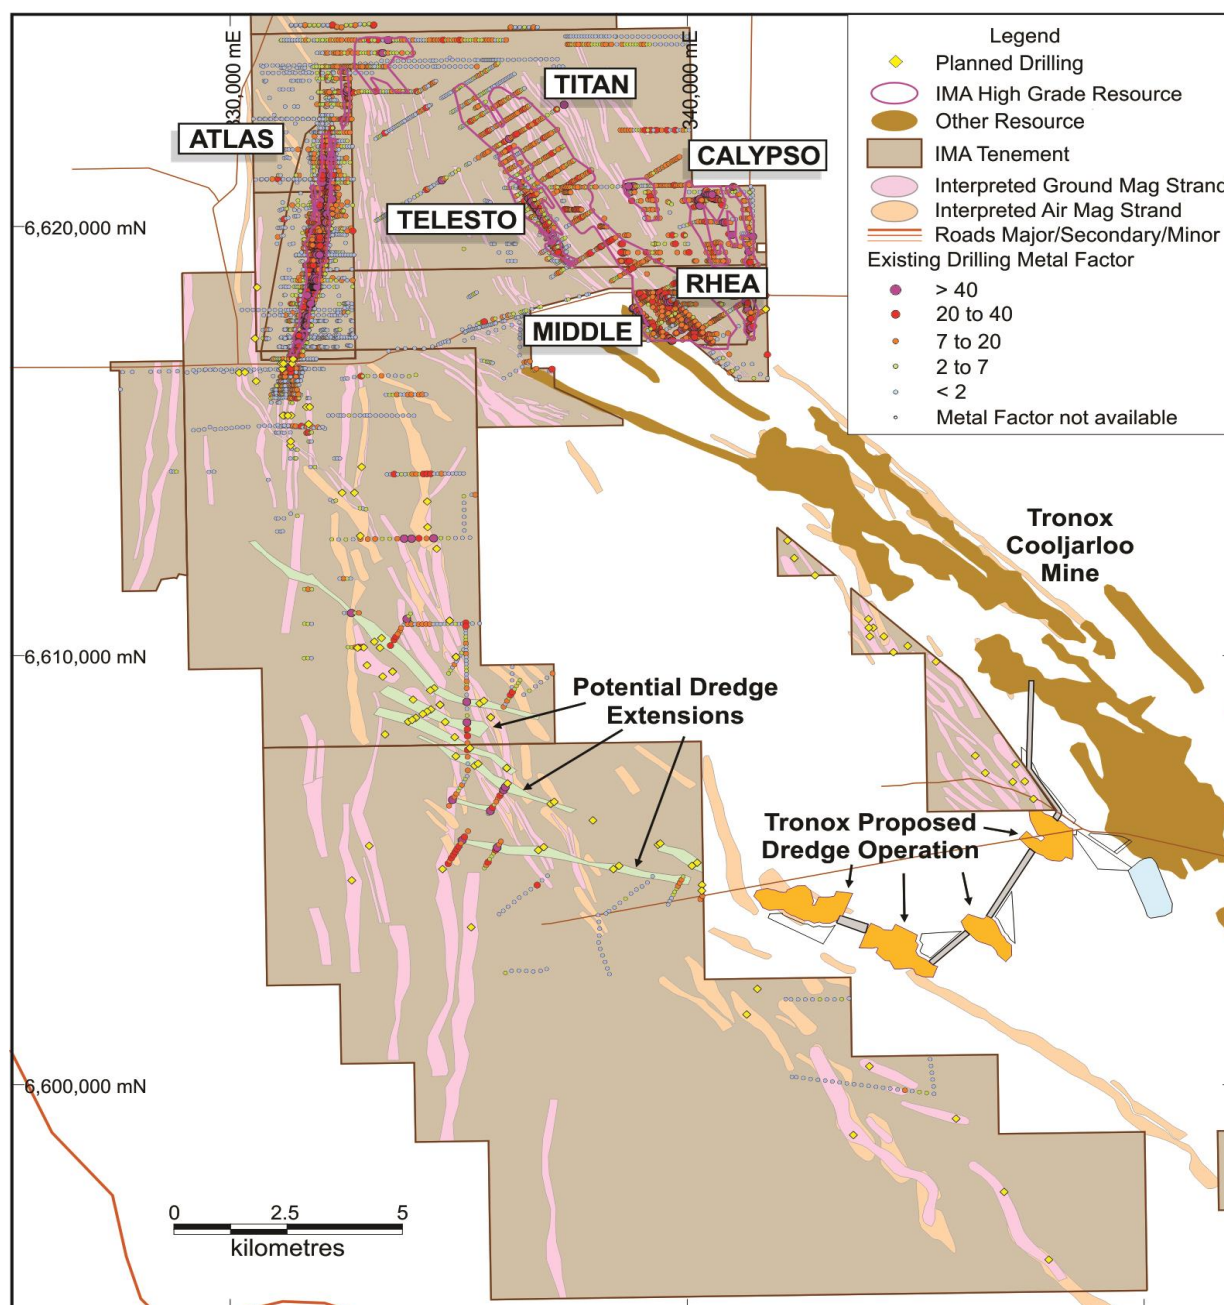 Legend
Planned Drilling
IMA High Grade Resource
Other Resource
IMA Tenement
Interpreted Ground Mag Strand
Interpreted Air Mag Strand
Roads Major/Secondary/Minor
Existing Drilling Metal Factor
> 40
20 to 40
7 to 20
2 to 7
< 2
Metal Factor not available
330,000 mE
340,000 mE
TITAN
ATLAS
CALYPSO
TELESTO
6,620,000 mN
RHEA
MIDDLE
Tronox
Cooljarloo
Mine
6,610,000 mN
Potential Dredge
Extensions
Tronox Proposed
Dredge Operation
6,600,000 mN
0 2.5 5
kilometres